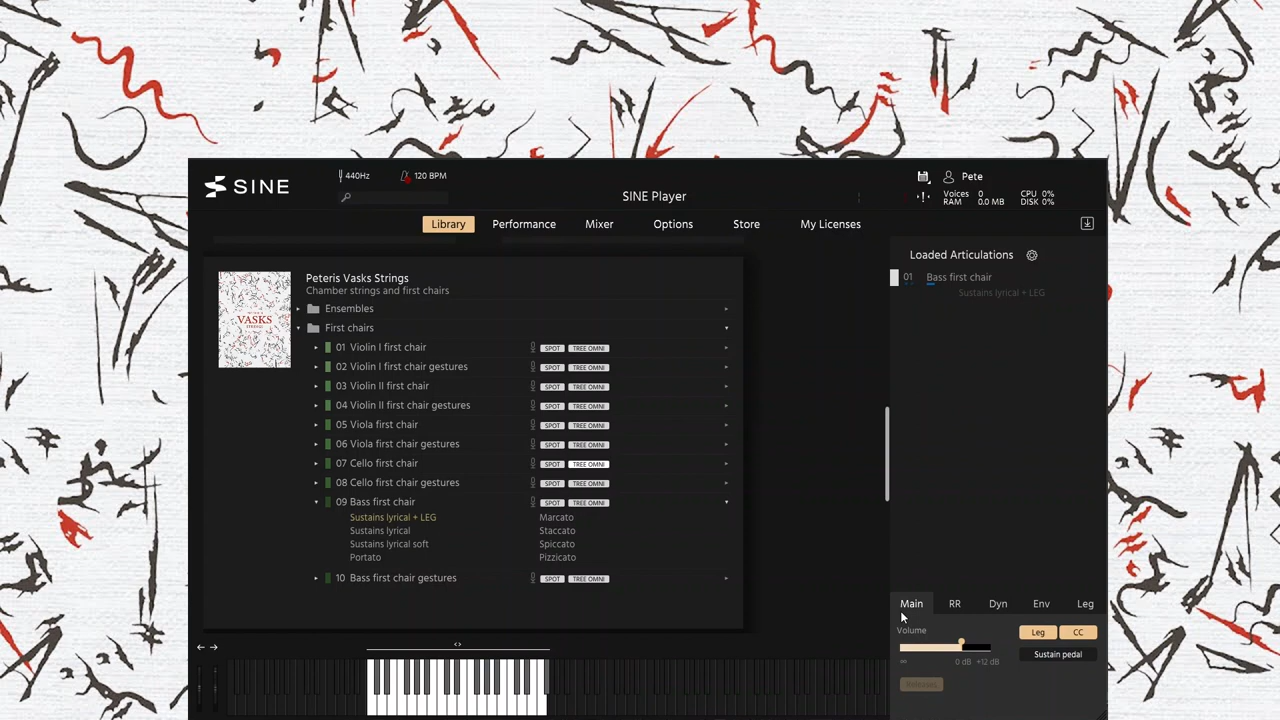 SINE
440Hz
120 BPM
SINE Player
Pete
Voices 0 CPU 0%
RAM 0.0 MB DISK 0%
Library Performance Mixer Options Store My Licenses
Peteris Vasks Strings
Chamber strings and first chairs
VASKS
Ensembles
First chairs
01 Violin I first chair SPOT TREE OMNI
02 Violin I first chair gestures SPOT TREE OMNI
03 Violin II first chair SPOT TREE OMNI
04 Violin II first chair gestures SPOT TREE OMNI
05 Viola first chair SPOT TREE OMNI
06 Viola first chair gestures SPOT TREE OMNI
07 Cello first chair SPOT TREE OMNI
08 Cello first chair gestures SPOT TREE OMNI
09 Bass first chair SPOT TREE OMNI
Sustains lyrical + LEG Marcato
Sustains lyrical Staccato
Sustains lyrical soft Spiccato
Portato Pizzicato
10 Bass first chair gestures SPOT TREE OMNI
Loaded Articulations
01 Bass first chair
Sustains lyrical + LEG
Main RR Dyn Env Leg
Volume
Leg CC
-∞ 0 dB +12 dB
Sustain pedal
Releases